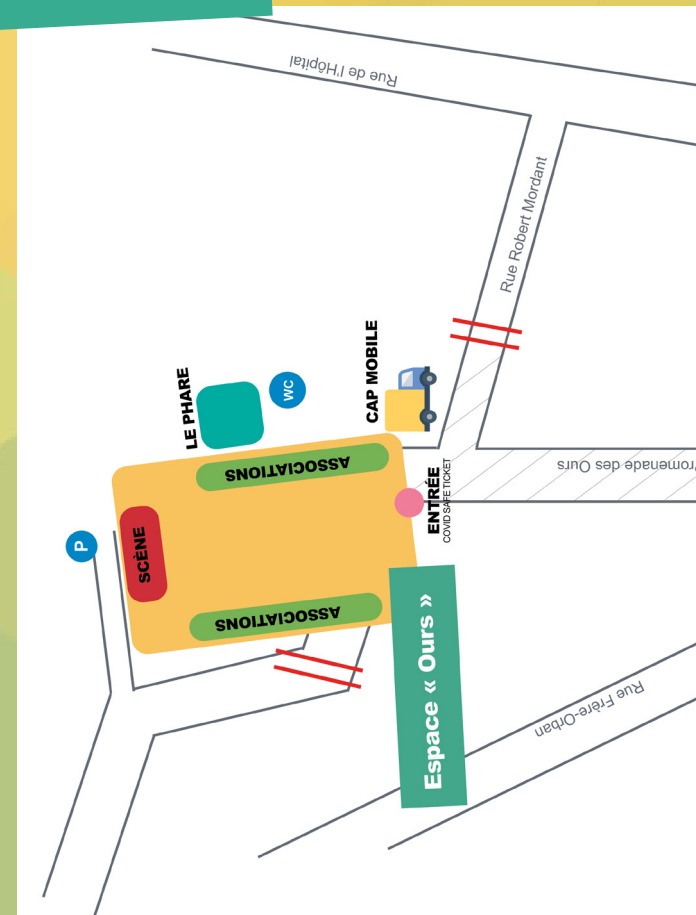 Rue de l'Hôpital
Rue Robert Mordant
CAP MOBILE
LE PHARE
WC
ASSOCIATIONS
P
SCÈNE
ENTRÉE
COVID SAFE TICKET
romenade des Ours
ASSOCIATIONS
Espace « Ours »
Rue Frère-Orban